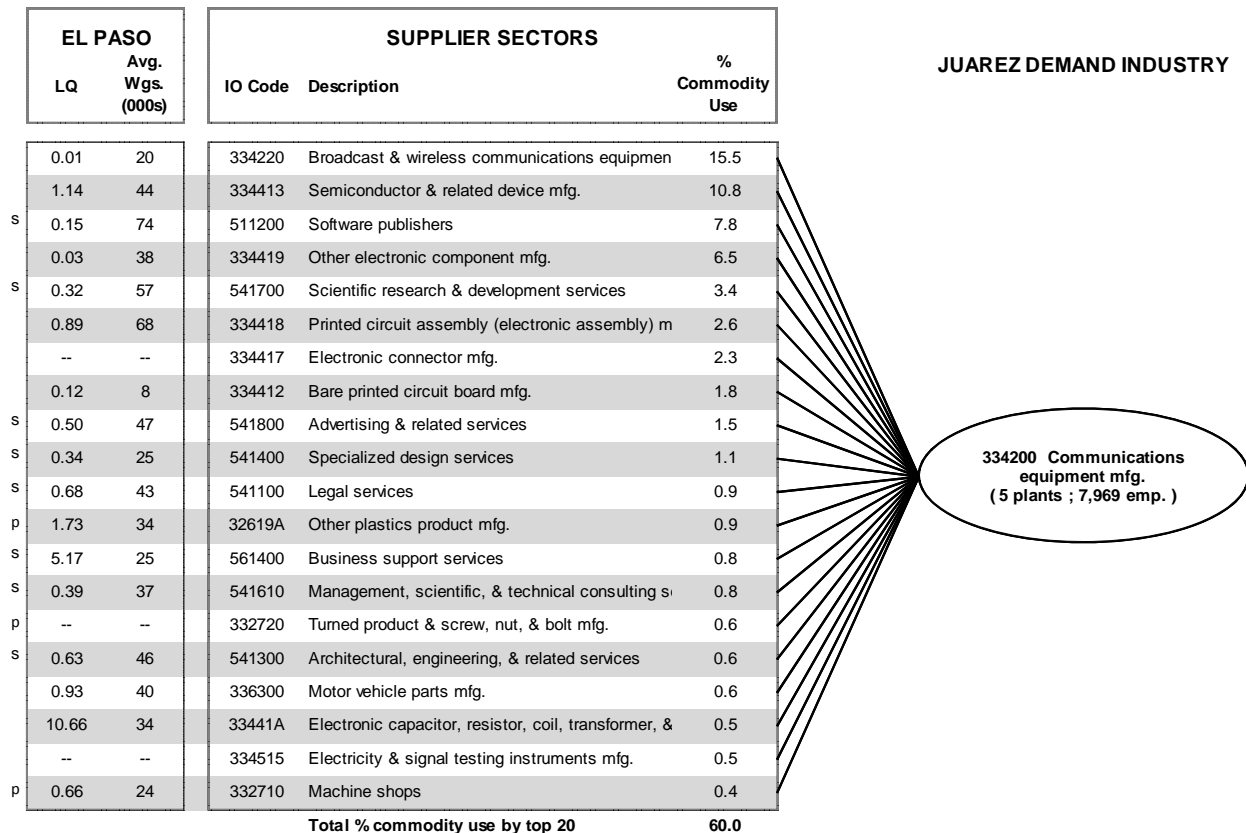 EL PASO
SUPPLIER SECTORS
JUAREZ DEMAND INDUSTRY
LQ Avg. Wgs. (000s) IO Code Description % Commodity Use
0.01 20 334220 Broadcast & wireless communications equipmen 15.5
1.14 44 334413 Semiconductor & related device mfg. 10.8
s 0.15 74 511200 Software publishers 7.8
0.03 38 334419 Other electronic component mfg. 6.5
s 0.32 57 541700 Scientific research & development services 3.4
0.89 68 334418 Printed circuit assembly (electronic assembly) m 2.6
-- -- 334417 Electronic connector mfg. 2.3
0.12 8 334412 Bare printed circuit board mfg. 1.8
s 0.50 47 541800 Advertising & related services 1.5
s 0.34 25 541400 Specialized design services 1.1
s 0.68 43 541100 Legal services 0.9
p 1.73 34 32619A Other plastics product mfg. 0.9
s 5.17 25 561400 Business support services 0.8
s 0.39 37 541610 Management, scientific, & technical consulting s 0.8
p -- -- 332720 Turned product & screw, nut, & bolt mfg. 0.6
s 0.63 46 541300 Architectural, engineering, & related services 0.6
0.93 40 336300 Motor vehicle parts mfg. 0.6
10.66 34 33441A Electronic capacitor, resistor, coil, transformer, & 0.5
-- -- 334515 Electricity & signal testing instruments mfg. 0.5
p 0.66 24 332710 Machine shops 0.4
Total % commodity use by top 20 60.0
334200 Communications
equipment mfg.
( 5 plants ; 7,969 emp. )